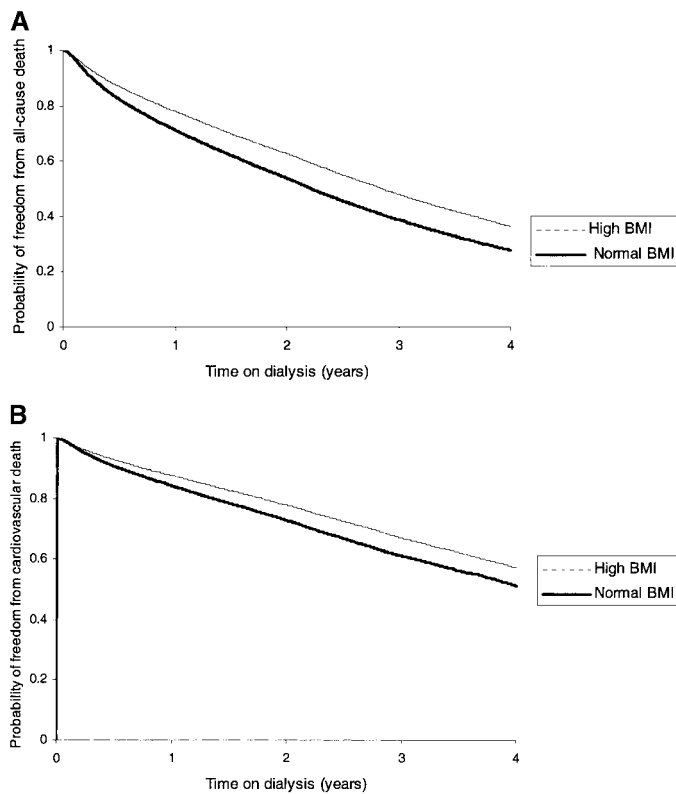 A
Probability of freedom from all-cause death
1
0.8
0.6
0.4
0.2
0
0 1 2 3 4
Time on dialysis (years)
High BMI
Normal BMI
B
Probability of freedom from cardiovascular death
1
0.8
0.6
0.4
0.2
0
0 1 2 3 4
Time on dialysis (years)
High BMI
Normal BMI